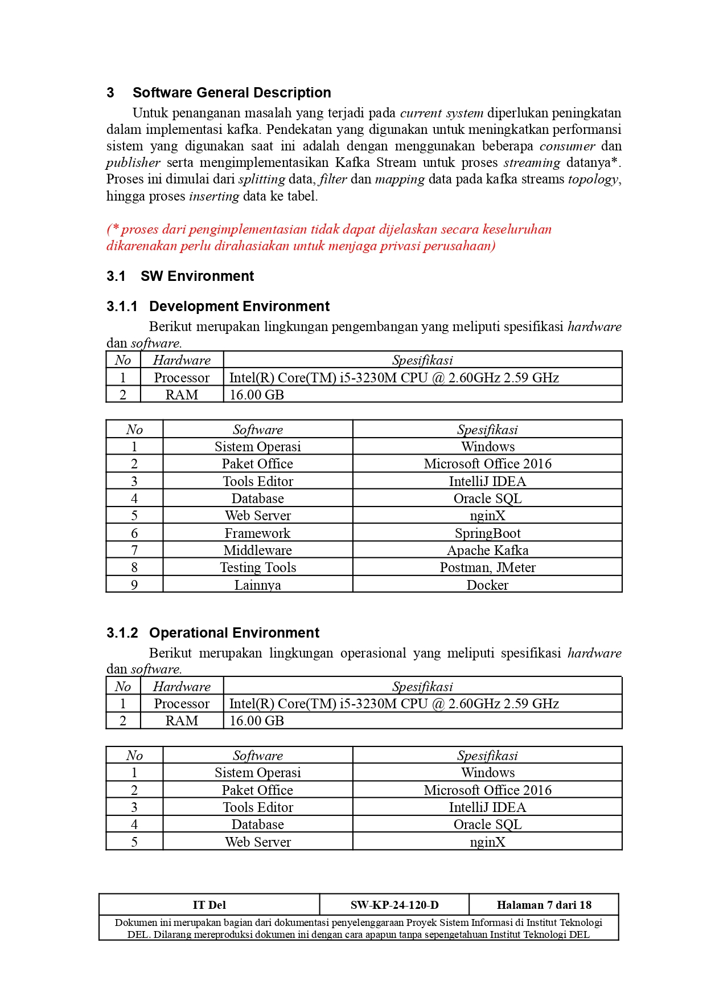 3 Software General Description
Untuk penanganan masalah yang terjadi pada current system diperlukan peningkatan
dalam implementasi kafka. Pendekatan yang digunakan untuk meningkatkan performansi
sistem yang digunakan saat ini adalah dengan menggunakan beberapa consumer dan
publisher serta mengimplementasikan Kafka Stream untuk proses streaming datanya*.
Proses ini dimulai dari splitting data, filter dan mapping data pada kafka streams topology,
hingga proses inserting data ke tabel.
(* proses dari pengimplementasian tidak dapat dijelaskan secara keseluruhan
dikarenakan perlu dirahasiakan untuk menjaga privasi perusahaan)
3.1 SW Environment
3.1.1 Development Environment
Berikut merupakan lingkungan pengembangan yang meliputi spesifikasi hardware
dan software.
No Hardware Spesifikasi
1 Processor Intel(R) Core(TM) i5-3230M CPU @ 2.60GHz 2.59 GHz
2 RAM 16.00 GB
No Software Spesifikasi
1 Sistem Operasi Windows
2 Paket Office Microsoft Office 2016
3 Tools Editor IntelliJ IDEA
4 Database Oracle SQL
5 Web Server nginX
6 Framework SpringBoot
7 Middleware Apache Kafka
8 Testing Tools Postman, JMeter
9 Lainnya Docker
3.1.2 Operational Environment
Berikut merupakan lingkungan operasional yang meliputi spesifikasi hardware
dan software.
No Hardware Spesifikasi
1 Processor Intel(R) Core(TM) i5-3230M CPU @ 2.60GHz 2.59 GHz
2 RAM 16.00 GB
No Software Spesifikasi
1 Sistem Operasi Windows
2 Paket Office Microsoft Office 2016
3 Tools Editor IntelliJ IDEA
4 Database Oracle SQL
5 Web Server nginX
IT Del SW-KP-24-120-D Halaman 7 dari 18
Dokumen ini merupakan bagian dari dokumentasi penyelenggaraan Proyek Sistem Informasi di Institut Teknologi
DEL. Dilarang mereproduksi dokumen ini dengan cara apapun tanpa sepengetahuan Institut Teknologi DEL